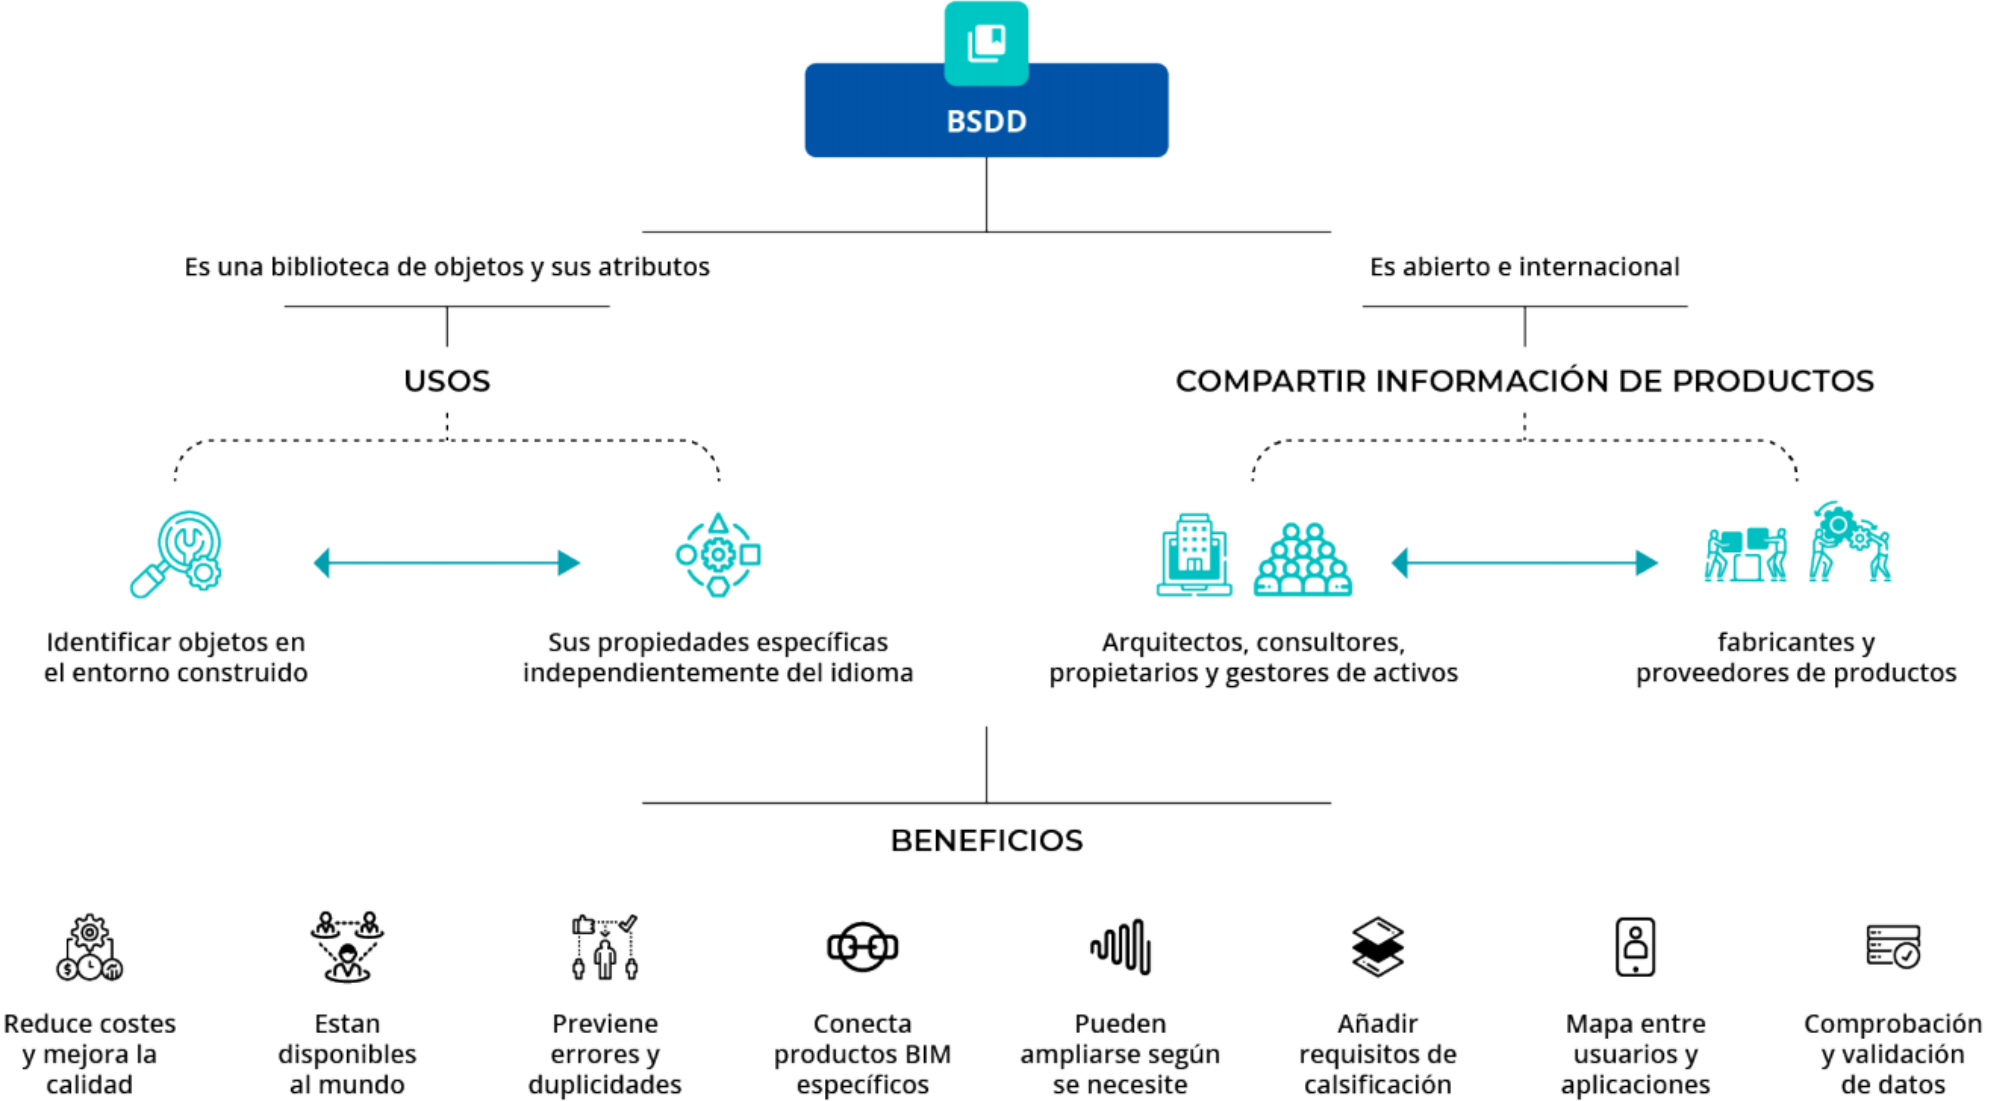 BSDD
Es una biblioteca de objetos y sus atributos
Es abierto e internacional
USOS
COMPARTIR INFORMACIÓN DE PRODUCTOS
Identificar objetos en
el entorno construido
Sus propiedades específicas
independientemente del idioma
Arquitectos, consultores,
propietarios y gestores de activos
fabricantes y
proveedores de productos
BENEFICIOS
Reduce costes
y mejora la
calidad
Estan
disponibles
al mundo
Previene
errores y
duplicidades
Conecta
productos BIM
específicos
Pueden
ampliarse según
se necesite
Añadir
requisitos de
calsificación
Mapa entre
usuarios y
aplicaciones
Comprobación
y validación
de datos